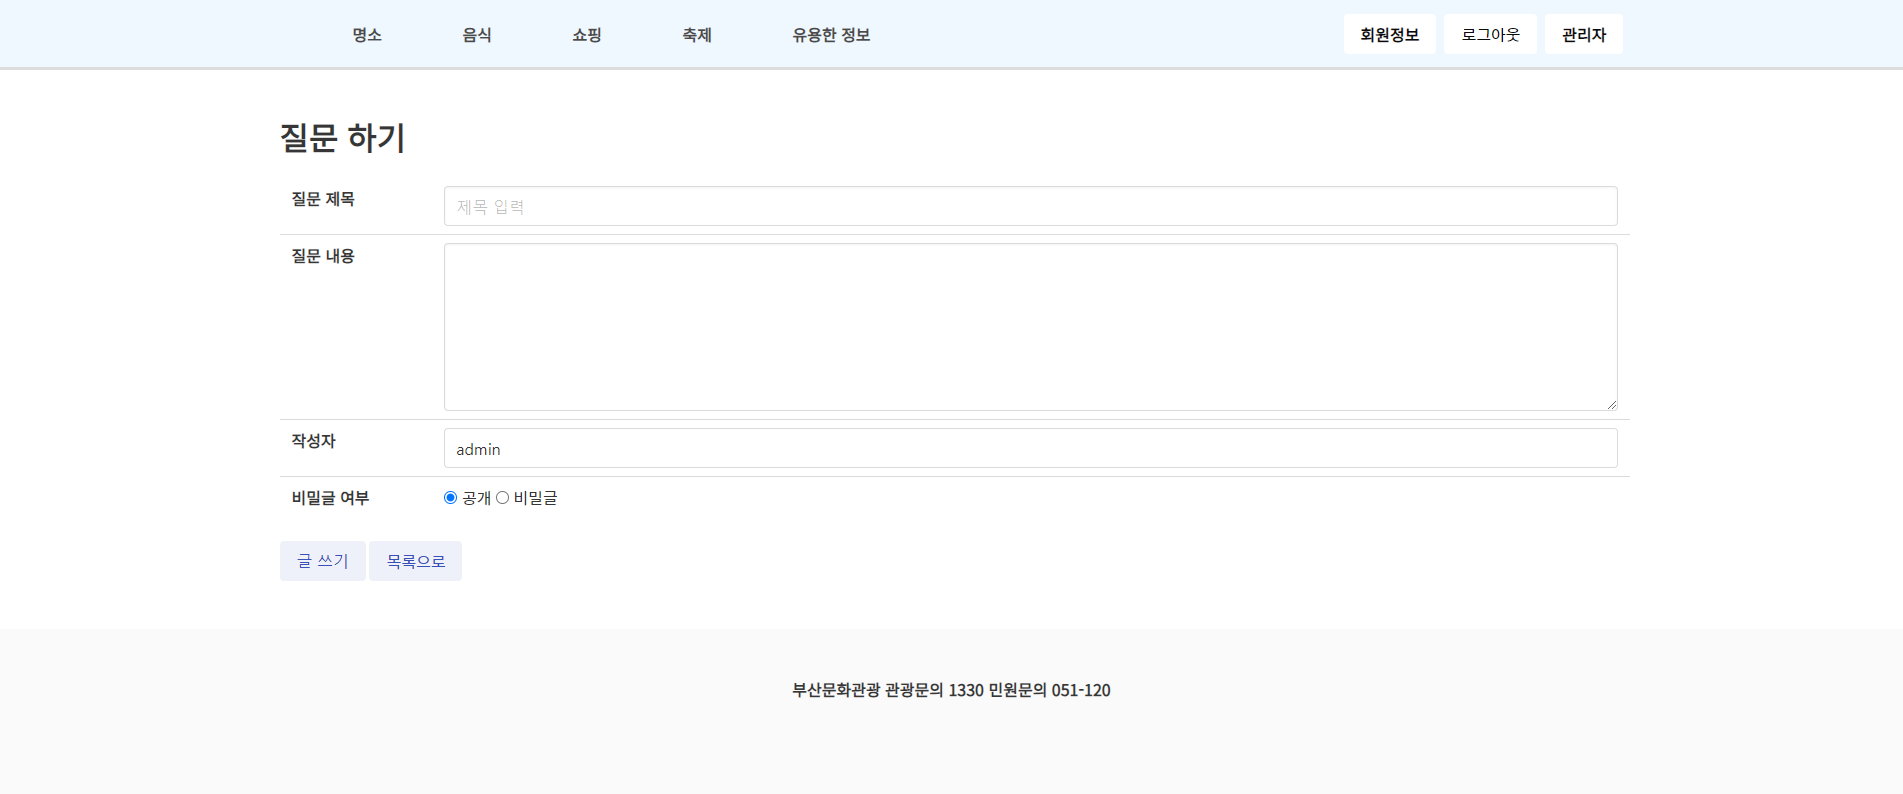 명소 음식 쇼핑 축제 유용한 정보 회원정보 로그아웃 관리자
질문 하기
질문 제목 제목 입력
질문 내용
작성자 admin
비밀글 여부 공개 비밀글
글 쓰기 목록으로
부산문화관광 관광문의 1330 민원문의 051-120